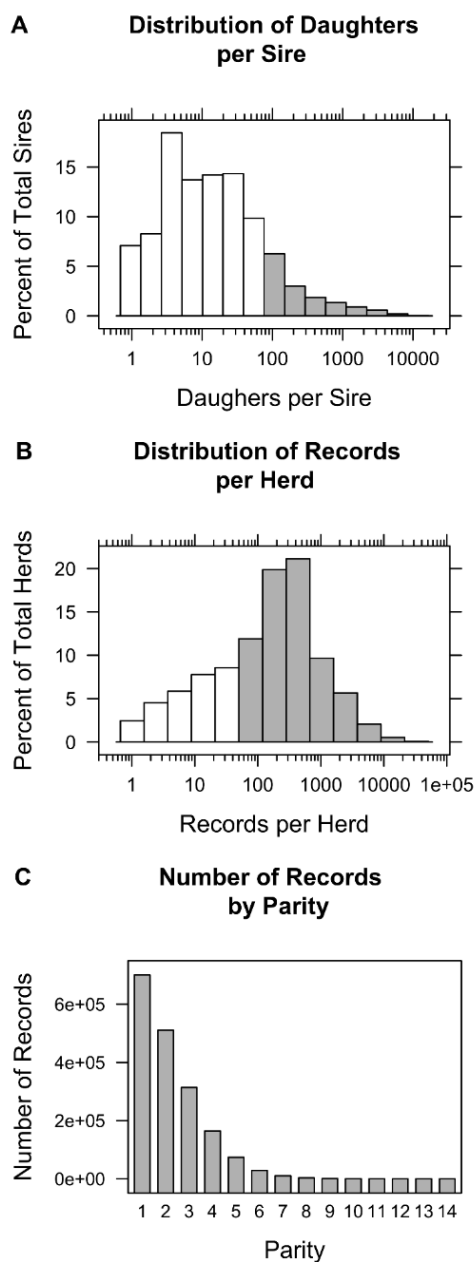 A
Distribution of Daughters
per Sire
Percent of Total Sires
15
10
5
0
1 10 100 1000 10000
Daughers per Sire
B
Distribution of Records
per Herd
Percent of Total Herds
20
15
10
5
0
1 10 100 1000 10000 1e+05
Records per Herd
C
Number of Records
by Parity
Number of Records
6e+05
4e+05
2e+05
0e+00
1 2 3 4 5 6 7 8 9 10 11 12 13 14
Parity